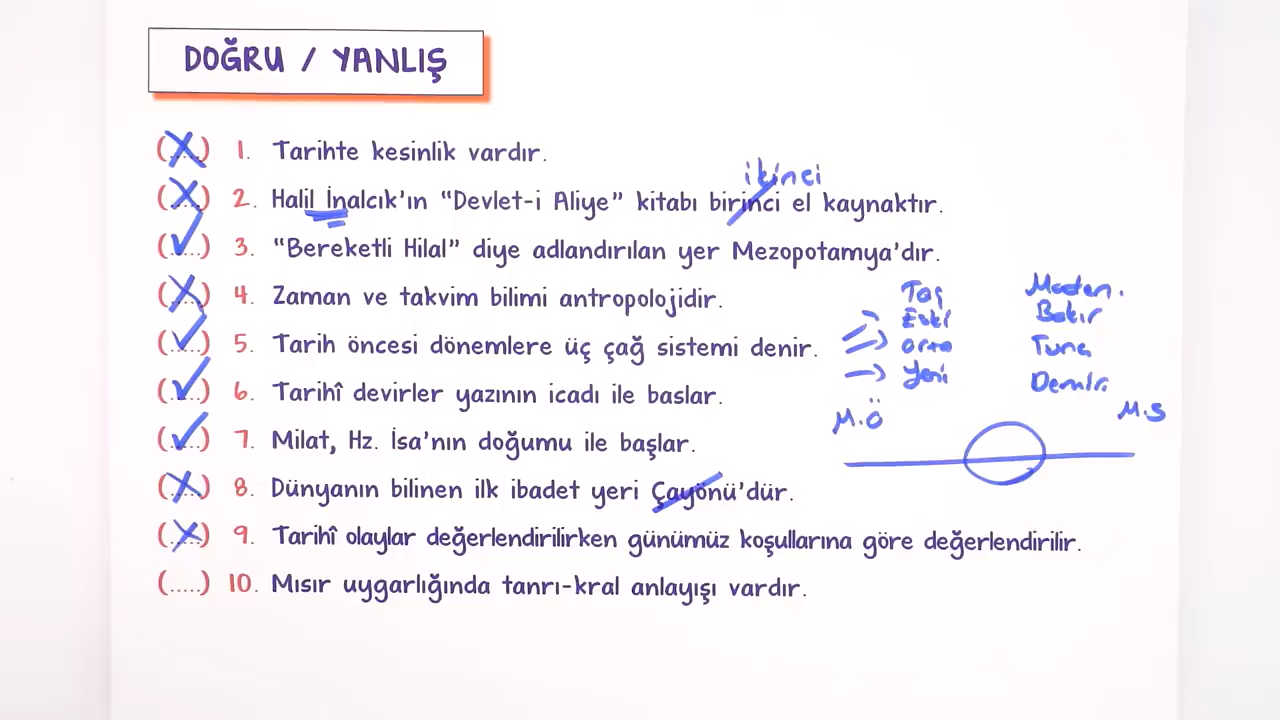 DOĞRU / YANLIŞ
(.....) 1. Tarihte kesinlik vardır.
ikinci
(.....) 2. Halil İnalcık'ın "Devlet-i Aliye" kitabı birinci el kaynaktır.
(.....) 3. "Bereketli Hilal" diye adlandırılan yer Mezopotamya'dır.
(.....) 4. Zaman ve takvim bilimi antropolojidir.
Taş Maden.
Eski Bakır
(.....) 5. Tarih öncesi dönemlere üç çağ sistemi denir.
Orta Tunç
Yeni Demir.
(.....) 6. Tarihî devirler yazının icadı ile baslar.
M.Ö M.S
(.....) 7. Milat, Hz. İsa'nın doğumu ile başlar.
(.....) 8. Dünyanın bilinen ilk ibadet yeri Çayönü'dür.
(.....) 9. Tarihî olaylar değerlendirilirken günümüz koşullarına göre değerlendirilir.
(.....) 10. Mısır uygarlığında tanrı-kral anlayışı vardır.